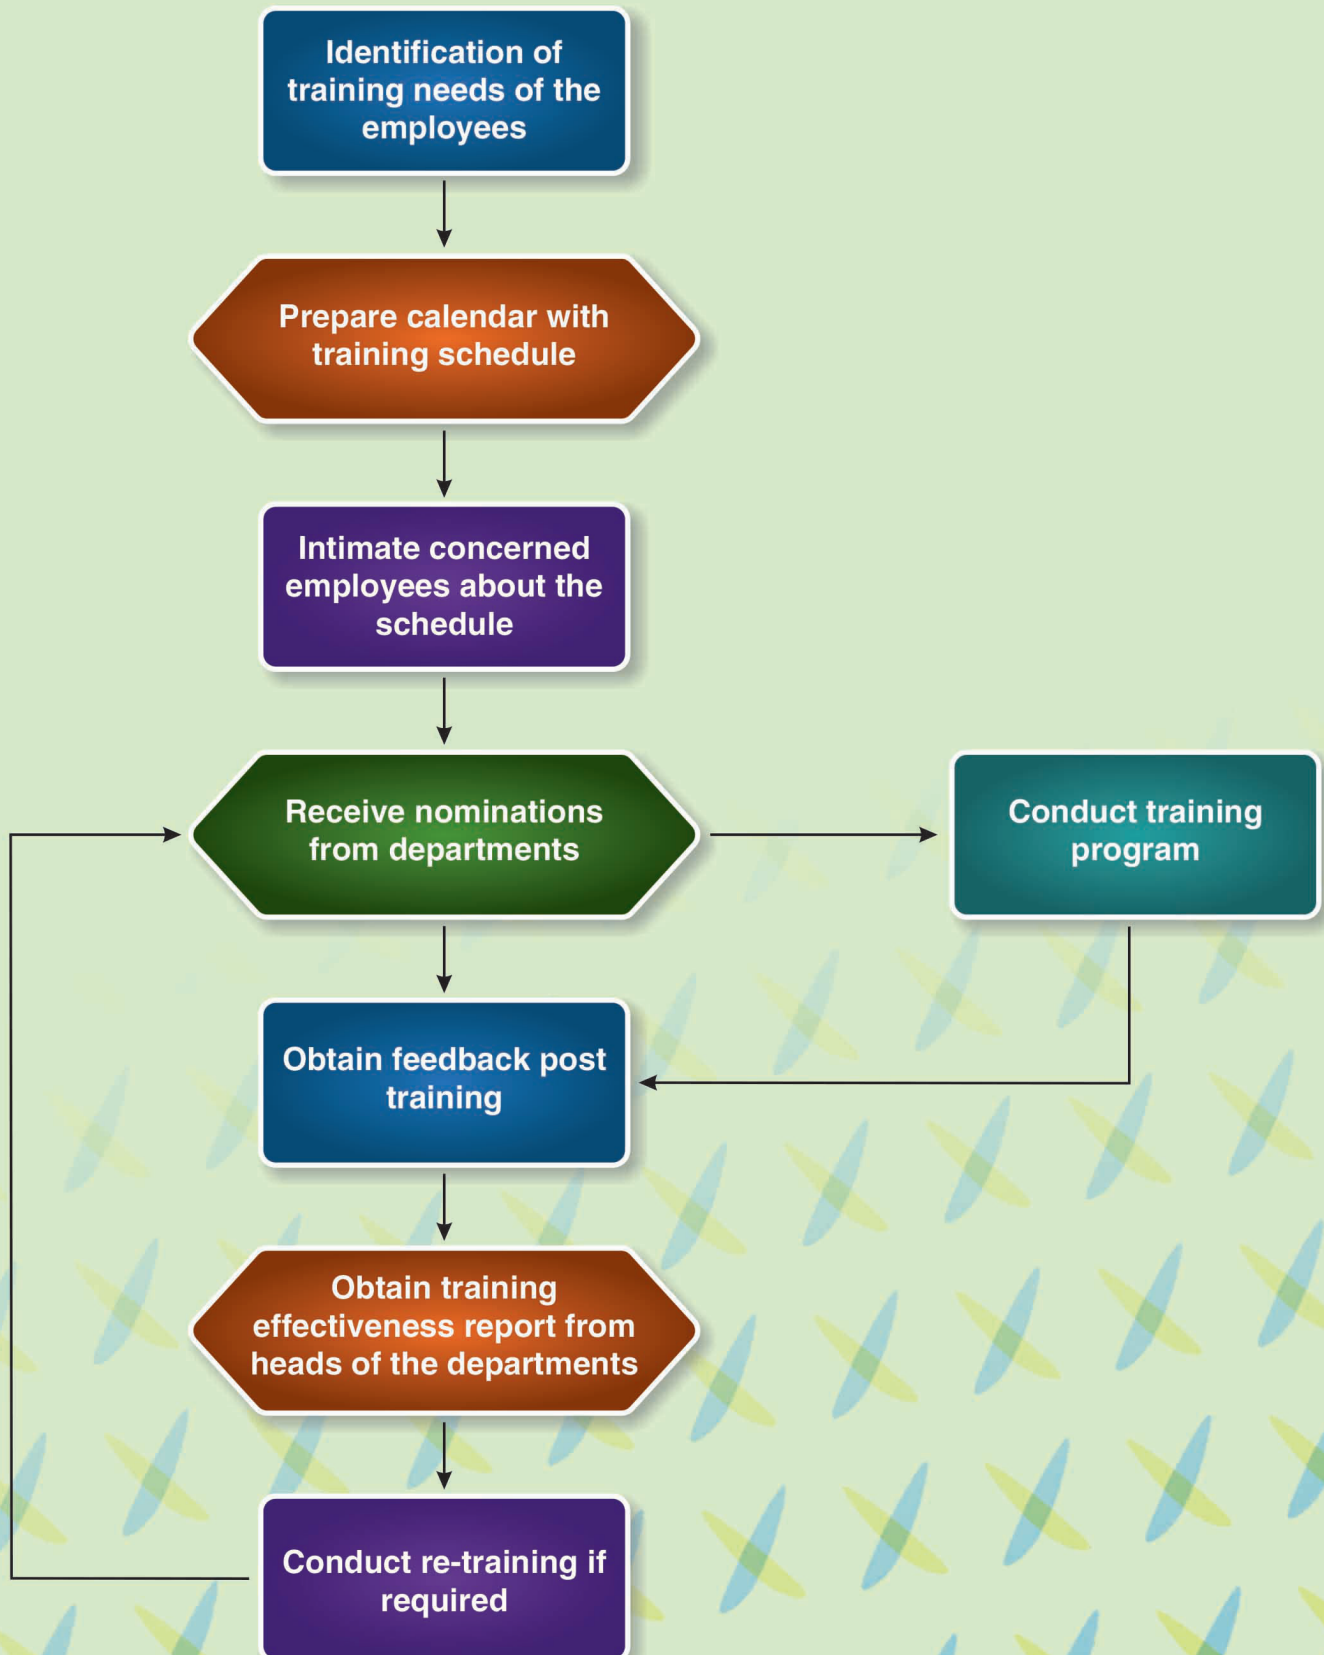 Identification of
training needs of the
employees
Prepare calendar with
training schedule
Intimate concerned
employees about the
schedule
Receive nominations
from departments
Conduct training
program
Obtain feedback post
training
Obtain training
effectiveness report from
heads of the departments
Conduct re-training if
required